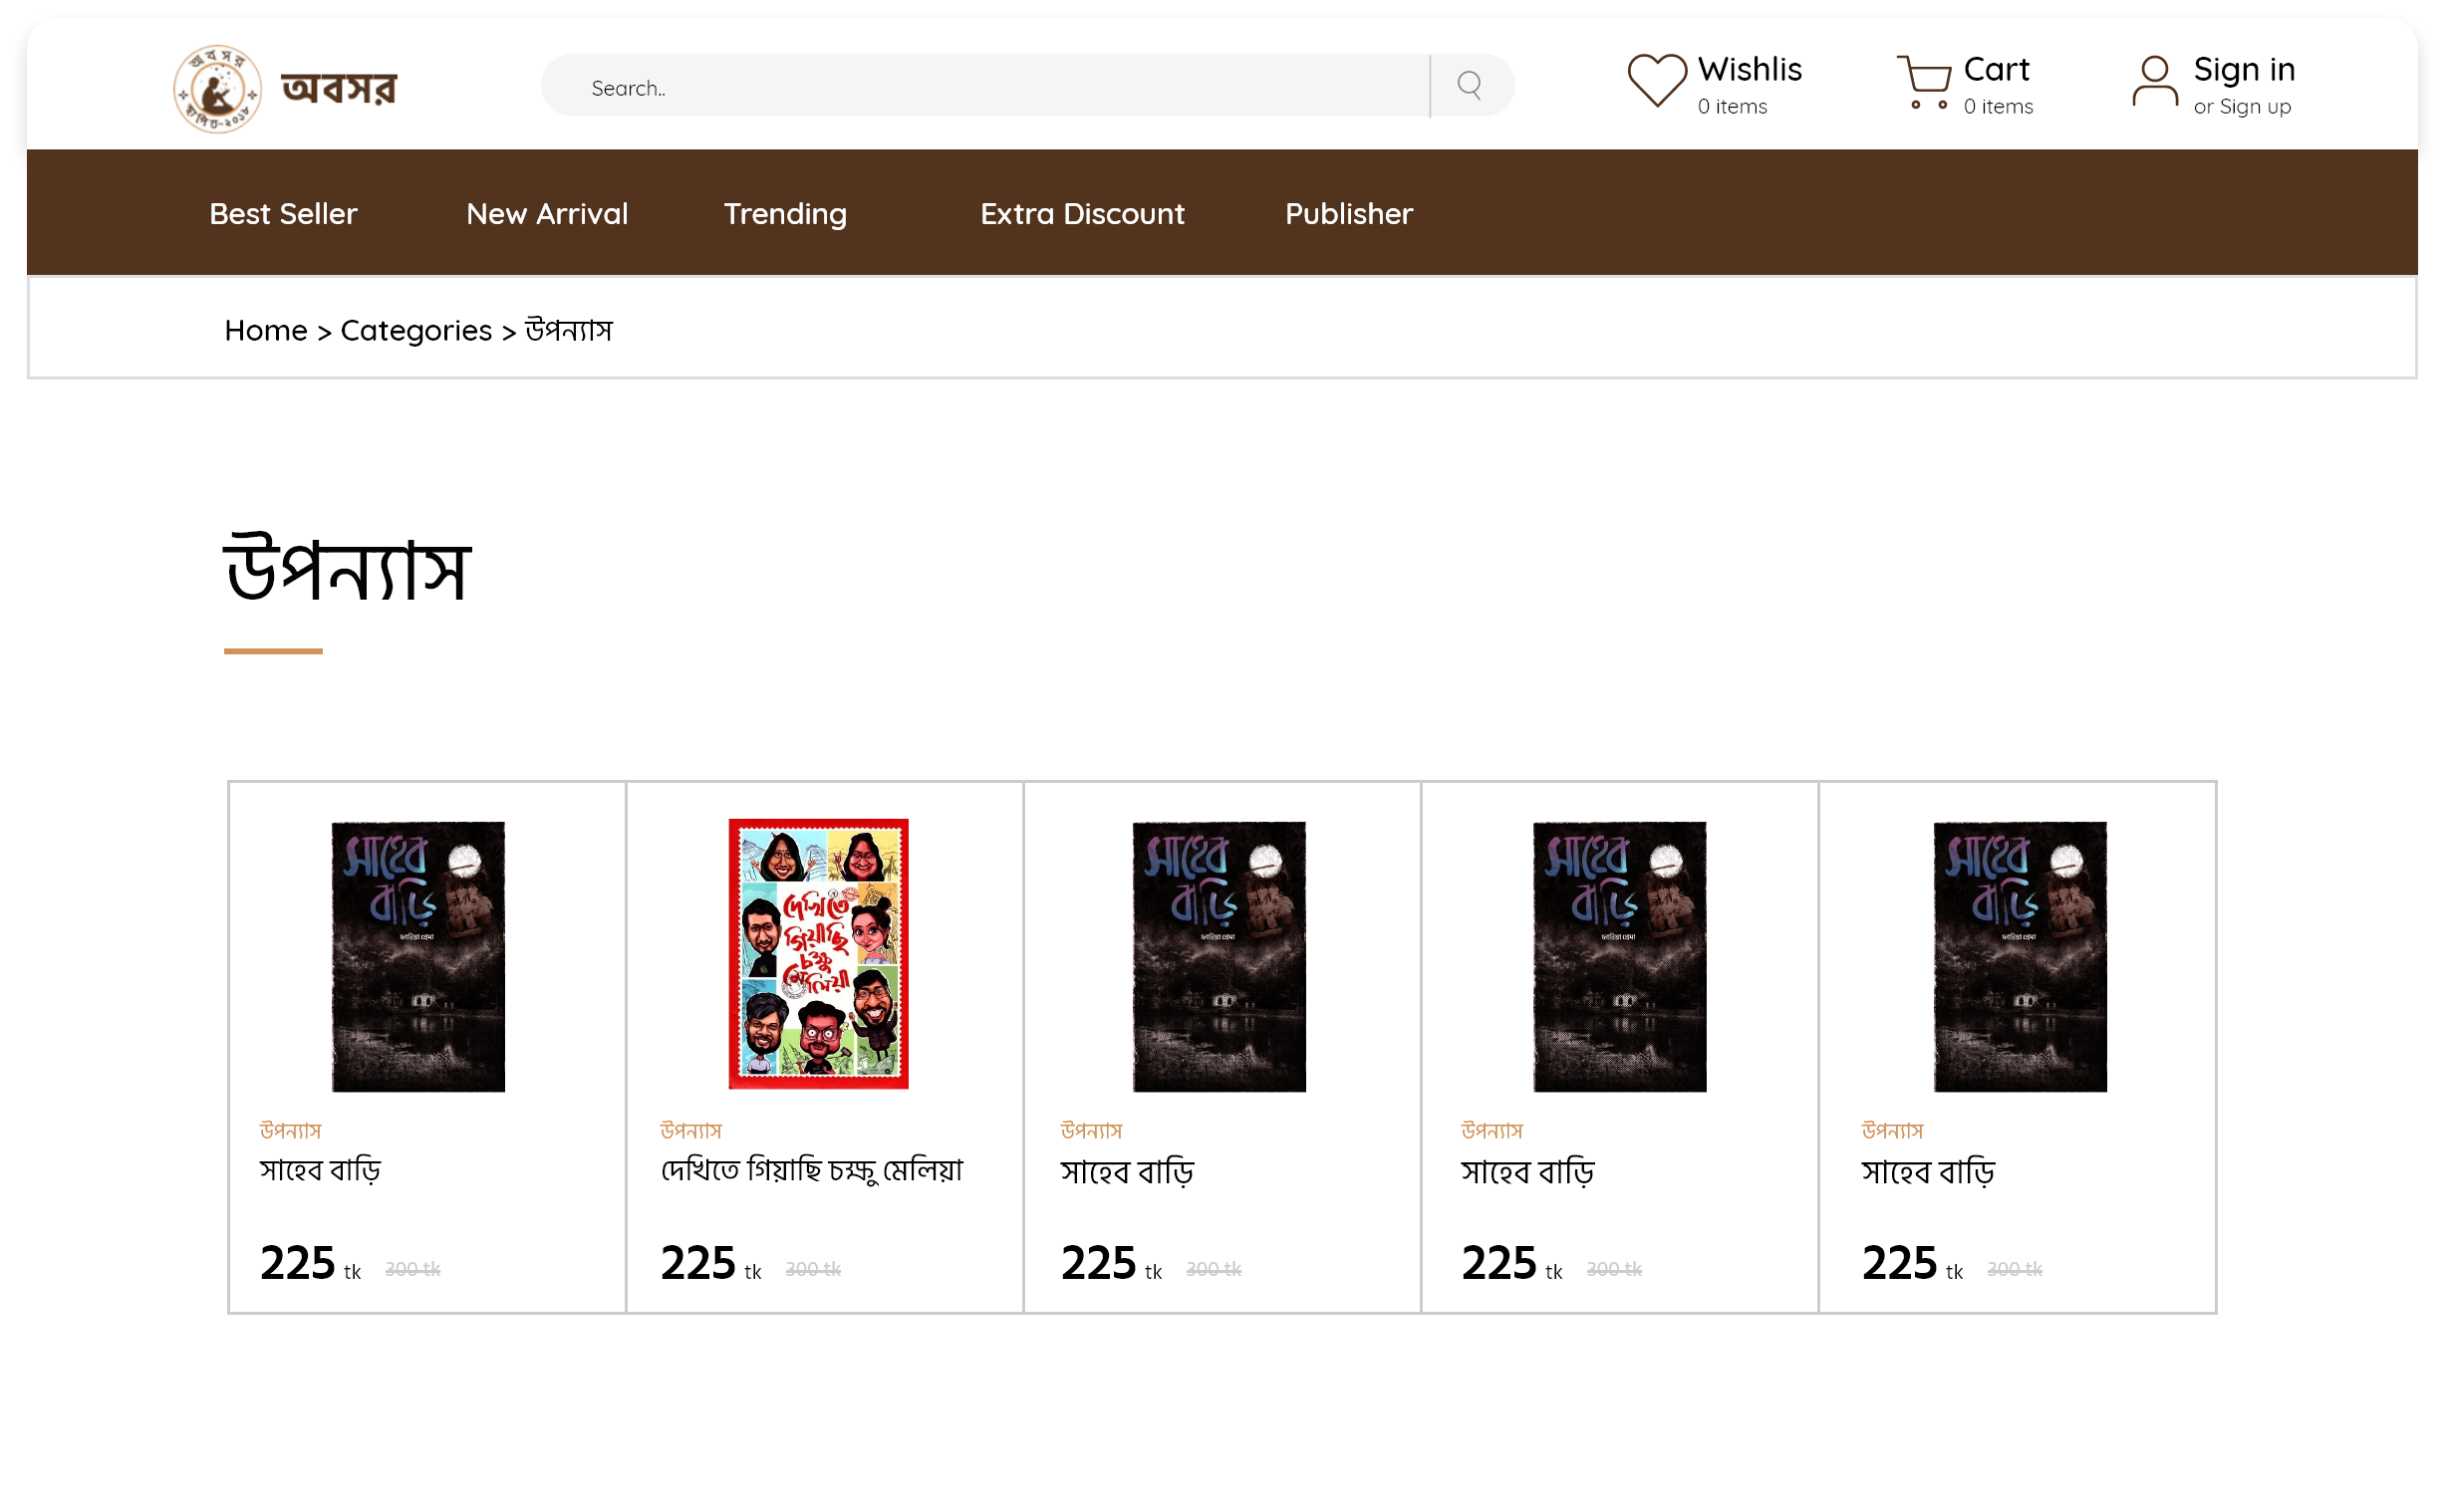 অবসর
স্থাপিত-২০১৮
অবসর
Search..
Wishlis
0 items
Cart
0 items
Sign in
or Sign up
Best Seller
New Arrival
Trending
Extra Discount
Publisher
Home > Categories > উপন্যাস
উপন্যাস
সাহেব
বাড়ি
ফারিয়া প্রেমা
দেখিতে
গিয়াছি
চক্ষু
মেলিয়া
সাহেব
বাড়ি
ফারিয়া প্রেমা
সাহেব
বাড়ি
ফারিয়া প্রেমা
সাহেব
বাড়ি
ফারিয়া প্রেমা
উপন্যাস
সাহেব বাড়ি
225 tk 300 tk
উপন্যাস
দেখিতে গিয়াছি চক্ষু মেলিয়া
225 tk 300 tk
উপন্যাস
সাহেব বাড়ি
225 tk 300 tk
উপন্যাস
সাহেব বাড়ি
225 tk 300 tk
উপন্যাস
সাহেব বাড়ি
225 tk 300 tk